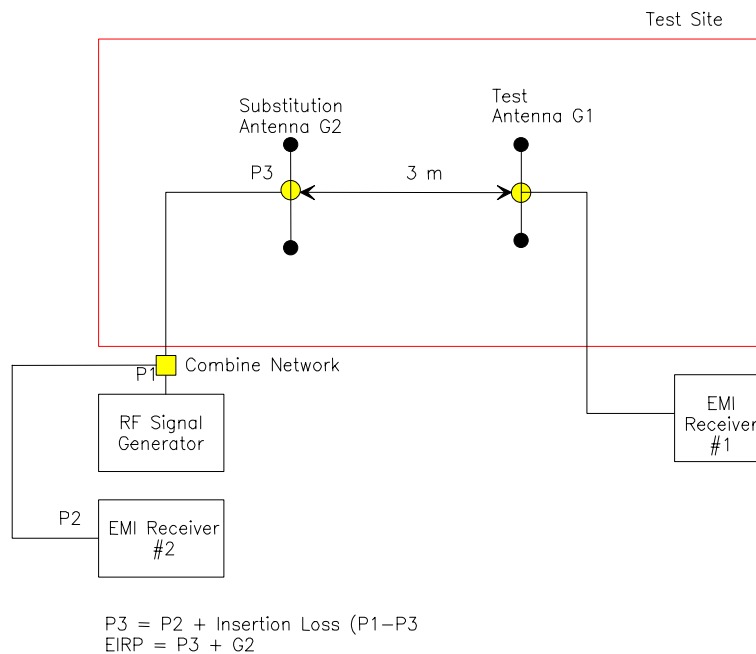 Test Site
Substitution
Antenna G2
Test
Antenna G1
P3
3 m
P1
Combine Network
RF Signal
Generator
EMI
Receiver
#1
P2
EMI Receiver
#2
P3 = P2 + Insertion Loss (P1-P3
EIRP = P3 + G2